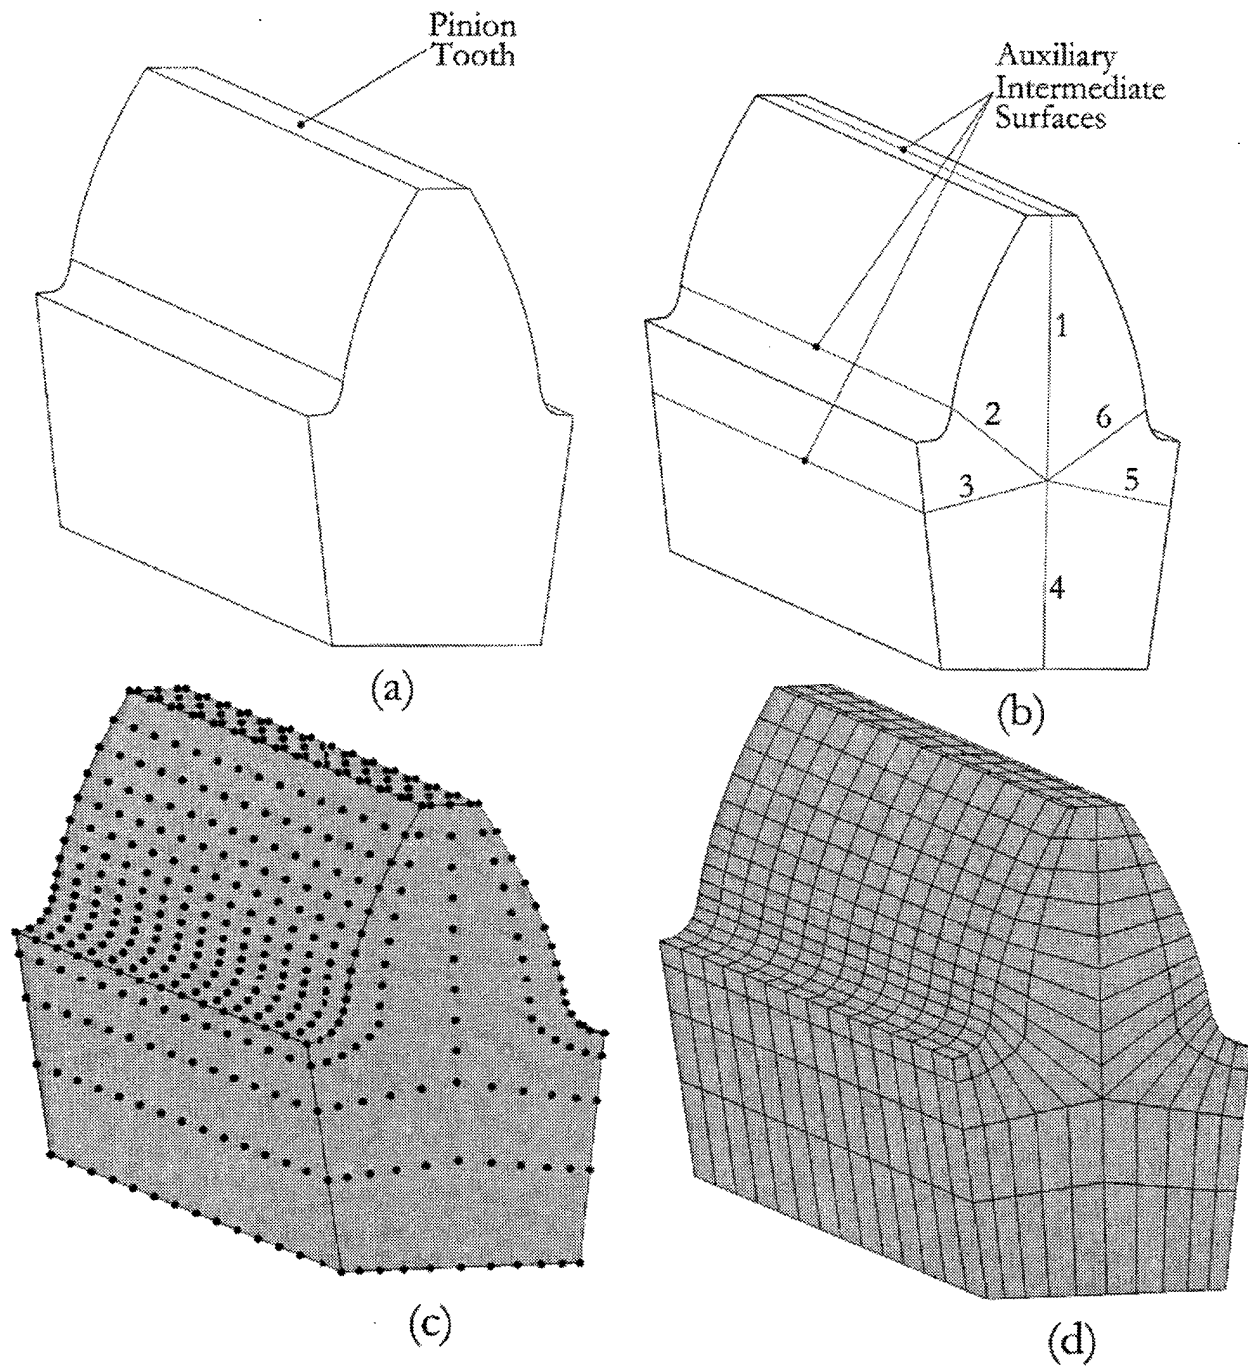 Pinion
Tooth
Auxiliary
Intermediate
Surfaces
1
2
6
3
5
4
(a)
(b)
(c)
(d)